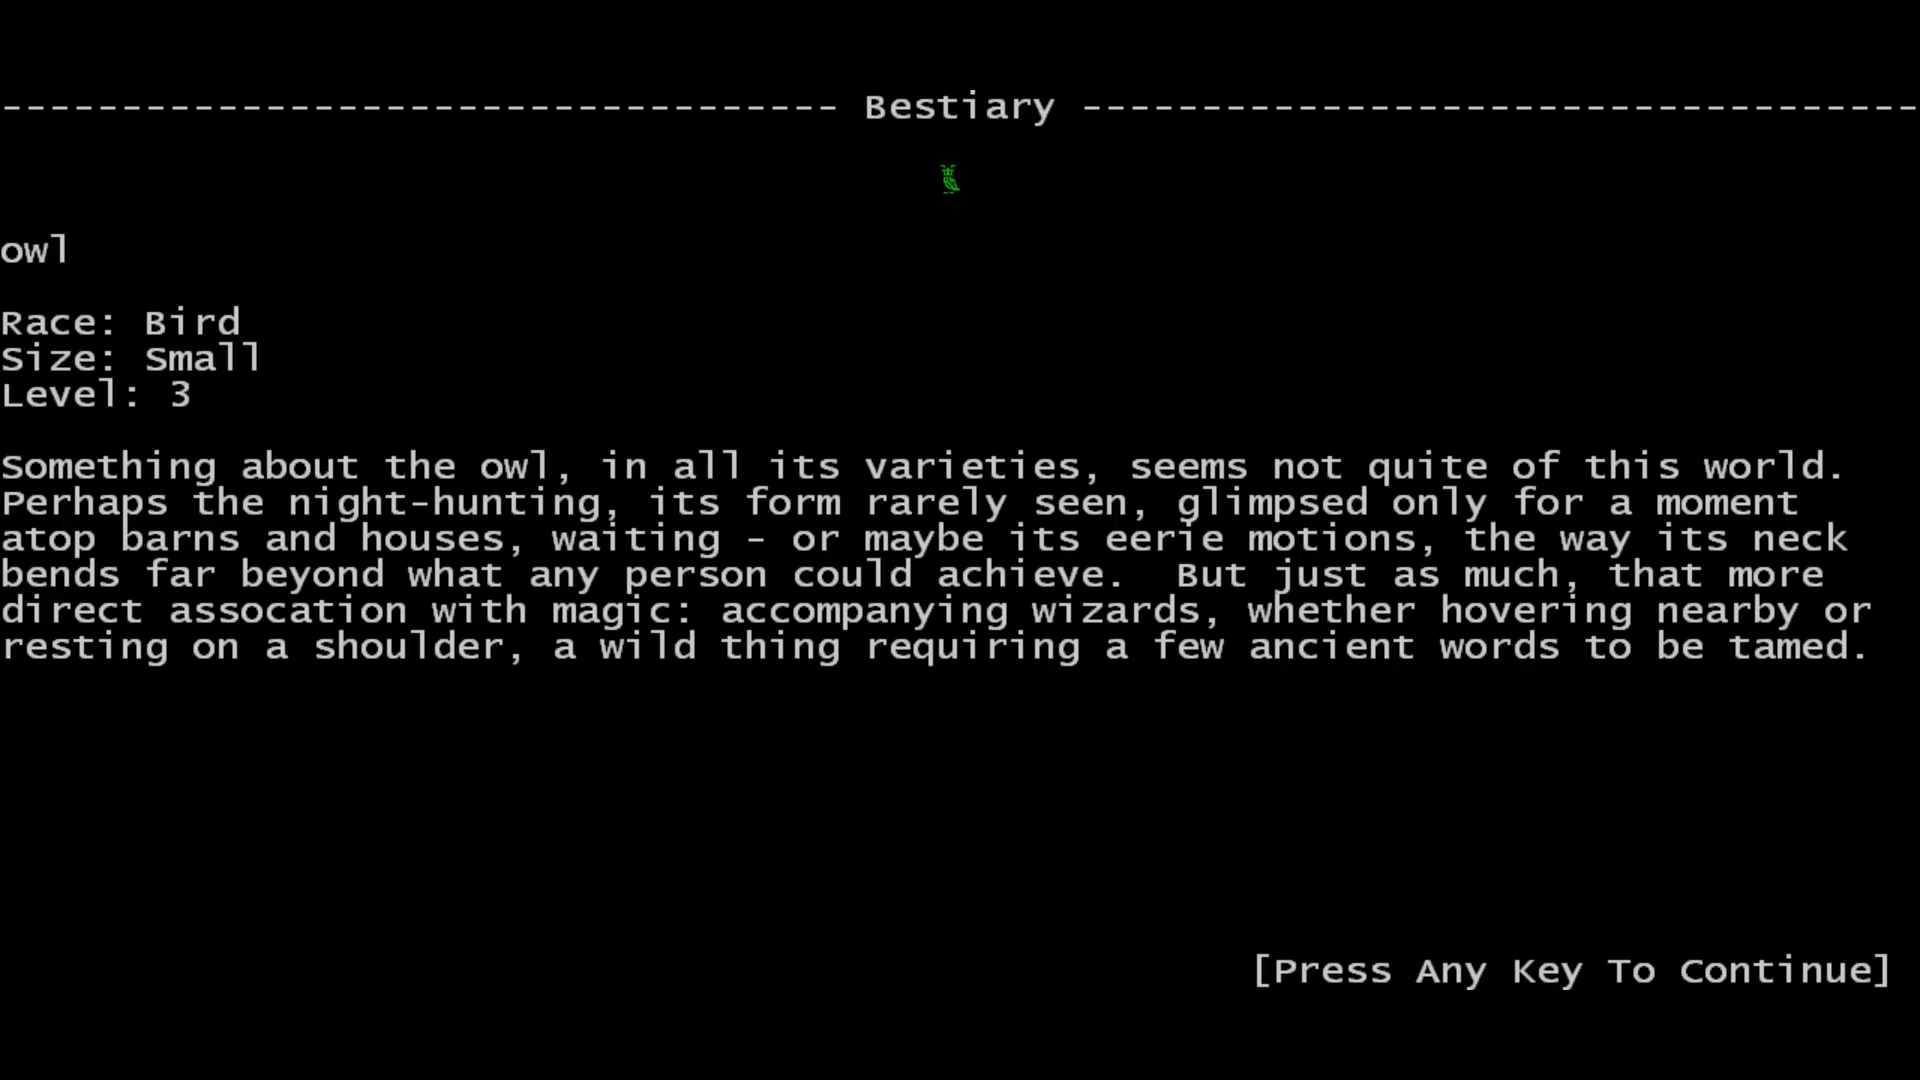 ---------------------------------- Bestiary -----------------------------------
owl
Race: Bird
Size: Small
Level: 3
Something about the owl, in all its varieties, seems not quite of this world.
Perhaps the night-hunting, its form rarely seen, glimpsed only for a moment
atop barns and houses, waiting - or maybe its eerie motions, the way its neck
bends far beyond what any person could achieve.  But just as much, that more
direct assocation with magic: accompanying wizards, whether hovering nearby or
resting on a shoulder, a wild thing requiring a few ancient words to be tamed.
[Press Any Key To Continue]